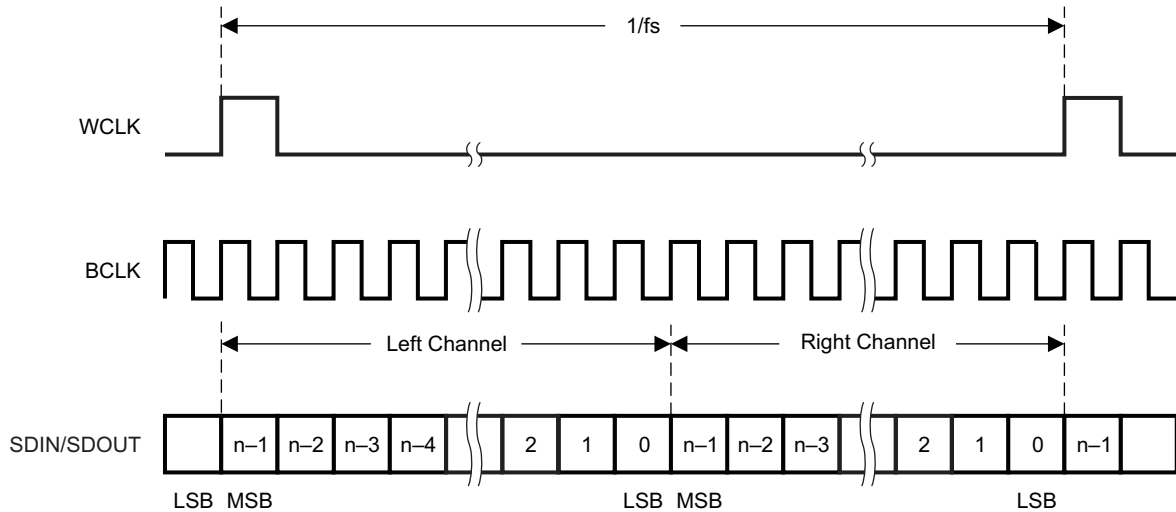 1/fs
WCLK
BCLK
Left Channel
Right Channel
SDIN/SDOUT
n–1 n–2 n–3 n–4 2 1 0 n–1 n–2 n–3 2 1 0 n–1
LSB MSB LSB MSB LSB